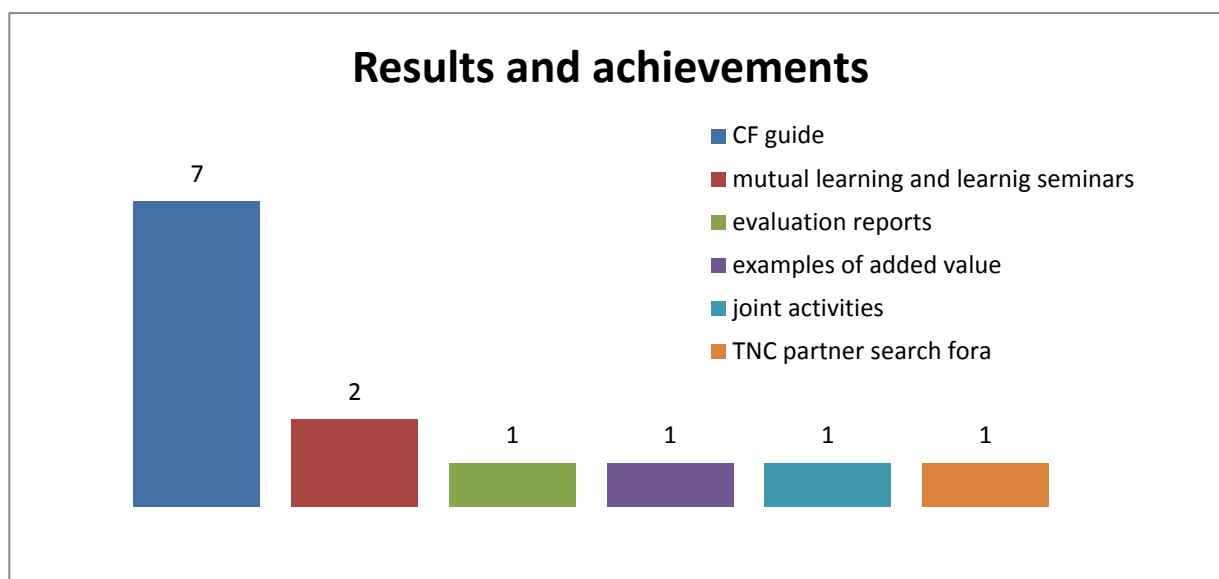 Results and achievements
CF guide
mutual learning and learnig seminars
evaluation reports
examples of added value
joint activities
TNC partner search fora
7
2
1
1
1
1